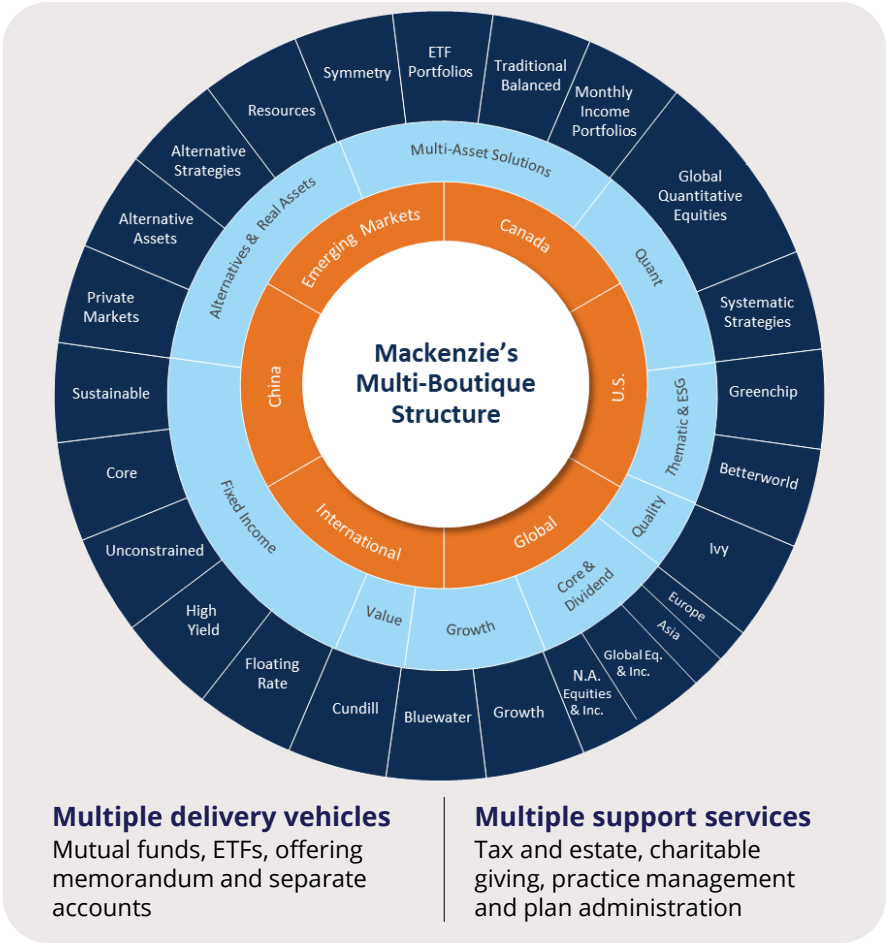 Mackenzie’s
Multi-Boutique
Structure
Canada
U.S.
Global
International
China
Emerging Markets
Multi-Asset Solutions
Quant
Thematic & ESG
Quality
Core &
Dividend
Growth
Value
Fixed Income
Alternatives & Real Assets
Symmetry
ETF
Portfolios
Traditional
Balanced
Monthly
Income
Portfolios
Global
Quantitative
Equities
Systematic
Strategies
Greenchip
Betterworld
Ivy
Europe
Asia
Global Eq.
& Inc.
N.A.
Equities
& Inc.
Growth
Bluewater
Cundill
Floating
Rate
High
Yield
Unconstrained
Core
Sustainable
Private
Markets
Alternative
Assets
Alternative
Strategies
Resources
Multiple delivery vehicles
Mutual funds, ETFs, offering
memorandum and separate
accounts
Multiple support services
Tax and estate, charitable
giving, practice management
and plan administration